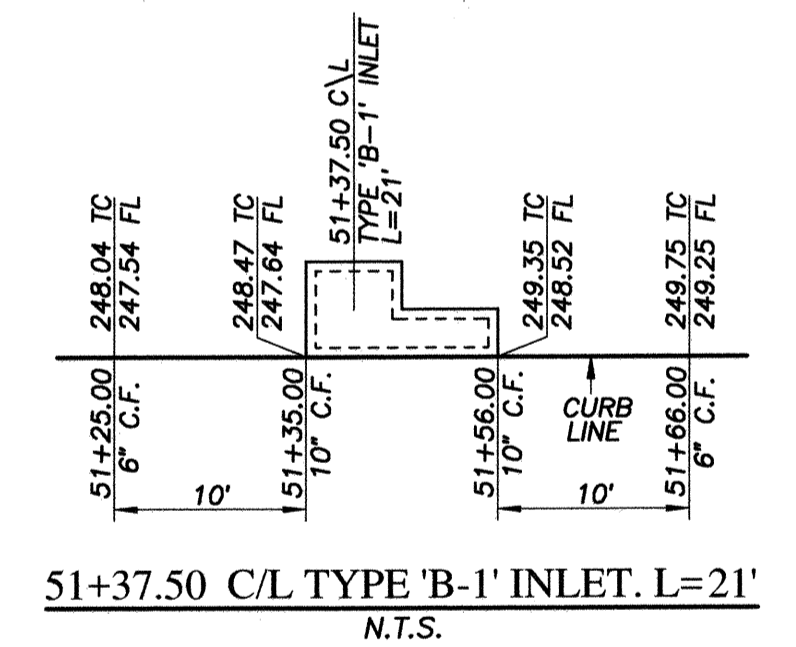 51+37.50 C\L
TYPE 'B-1' INLET
L=21'
248.04 TC
247.54 FL
248.47 TC
247.64 FL
249.35 TC
248.52 FL
249.75 TC
249.25 FL
51+25.00
6" C.F.
51+35.00
10" C.F.
51+56.00
10" C.F.
CURB
LINE
51+66.00
6" C.F.
10'
10'
51+37.50 C/L TYPE 'B-1' INLET. L=21'
N.T.S.